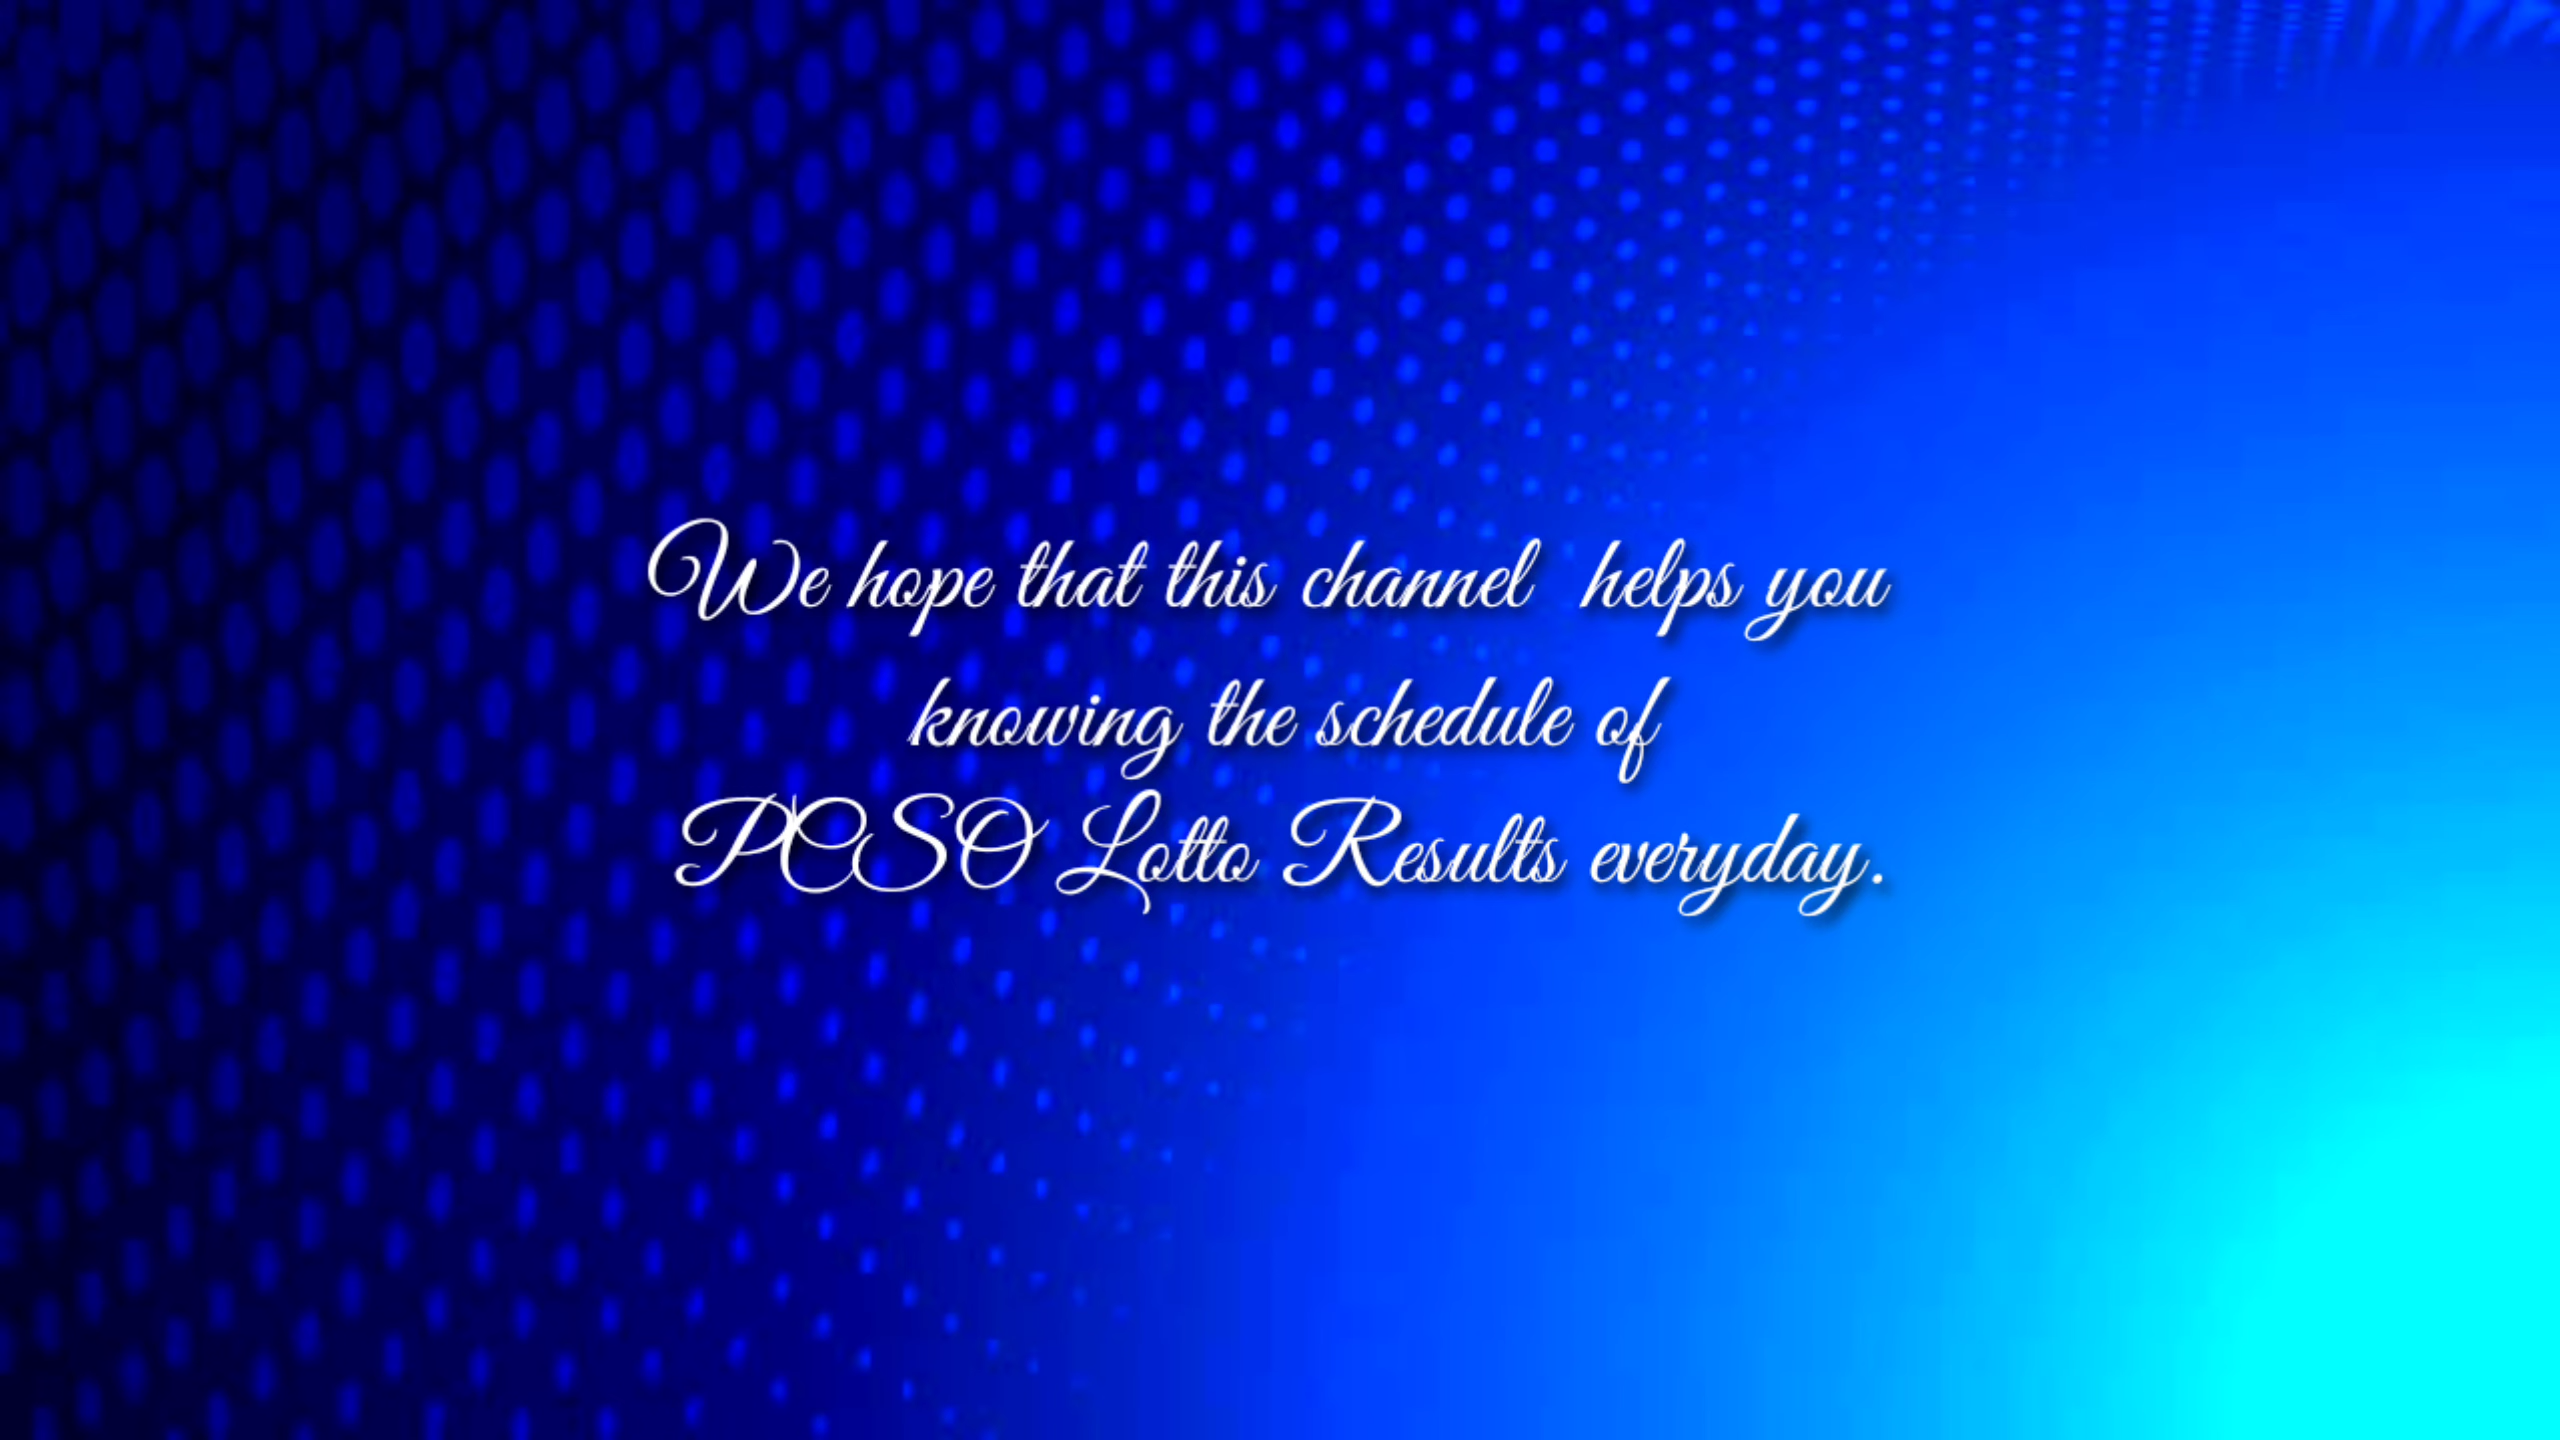 We hope that this channel helps you
knowing the schedule of
PCSO Lotto Results everyday.